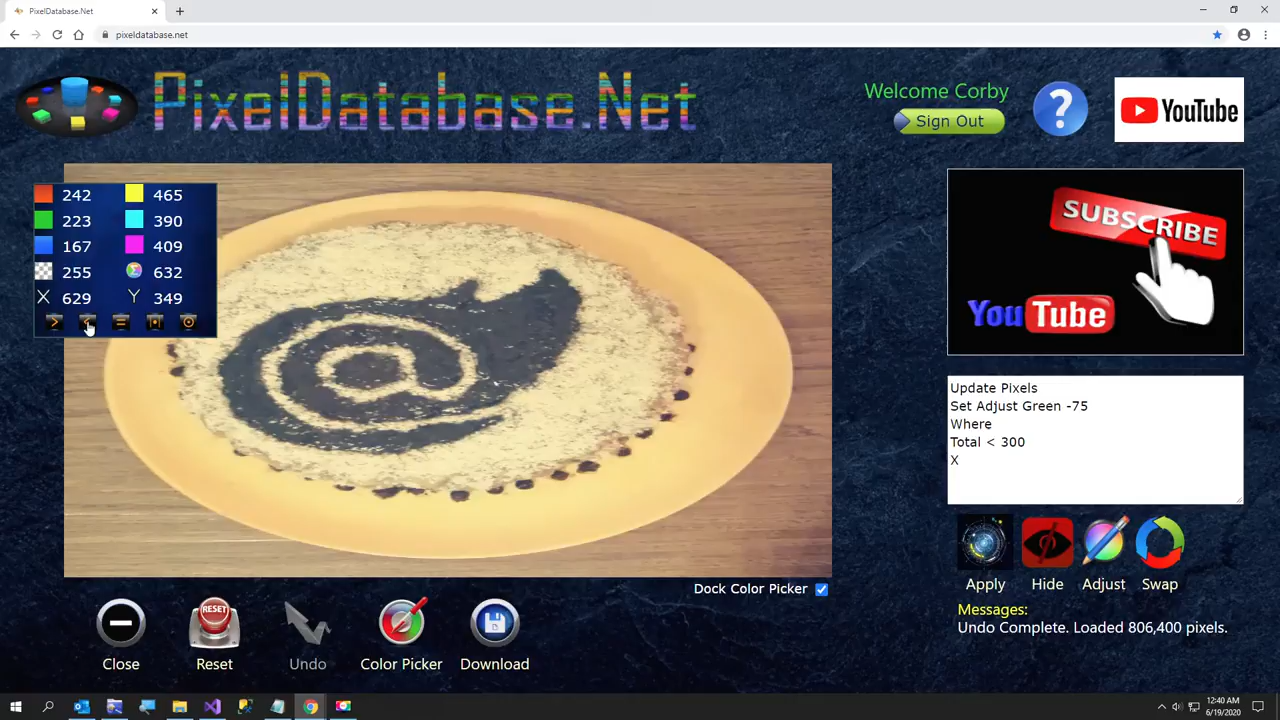 PixelDatabase.Net
pixeldatabase.net
PixelDatabase.Net
Welcome Corby
Sign Out
?
YouTube
242
465
223
390
167
409
255
632
X
629
Y
349
SUBSCRIBE
YouTube
Update Pixels
Set Adjust Green -75
Where
Total < 300
X
Apply
Hide
Adjust
Swap
Dock Color Picker
Messages:
Undo Complete. Loaded 806,400 pixels.
RESET
Close
Reset
Undo
Color Picker
Download
12:40 AM
6/19/2020